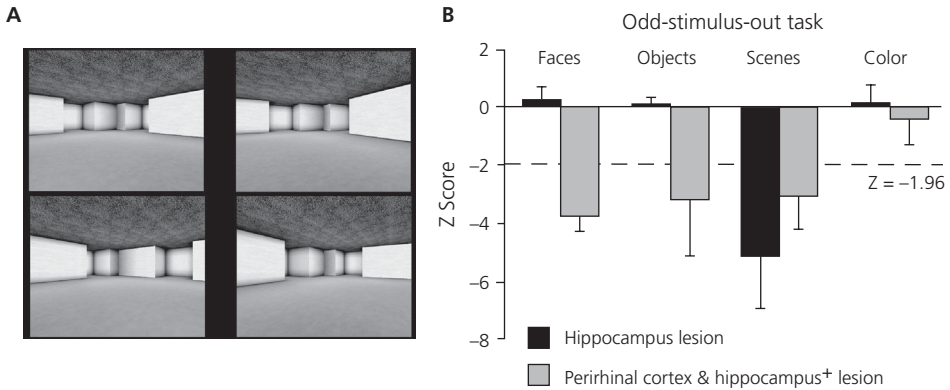 A
B
Odd-stimulus-out task
Faces Objects Scenes Color
2
0
−2
−4
−6
−8
Z Score
Z = −1.96
Hippocampus lesion
Perirhinal cortex & hippocampus+ lesion